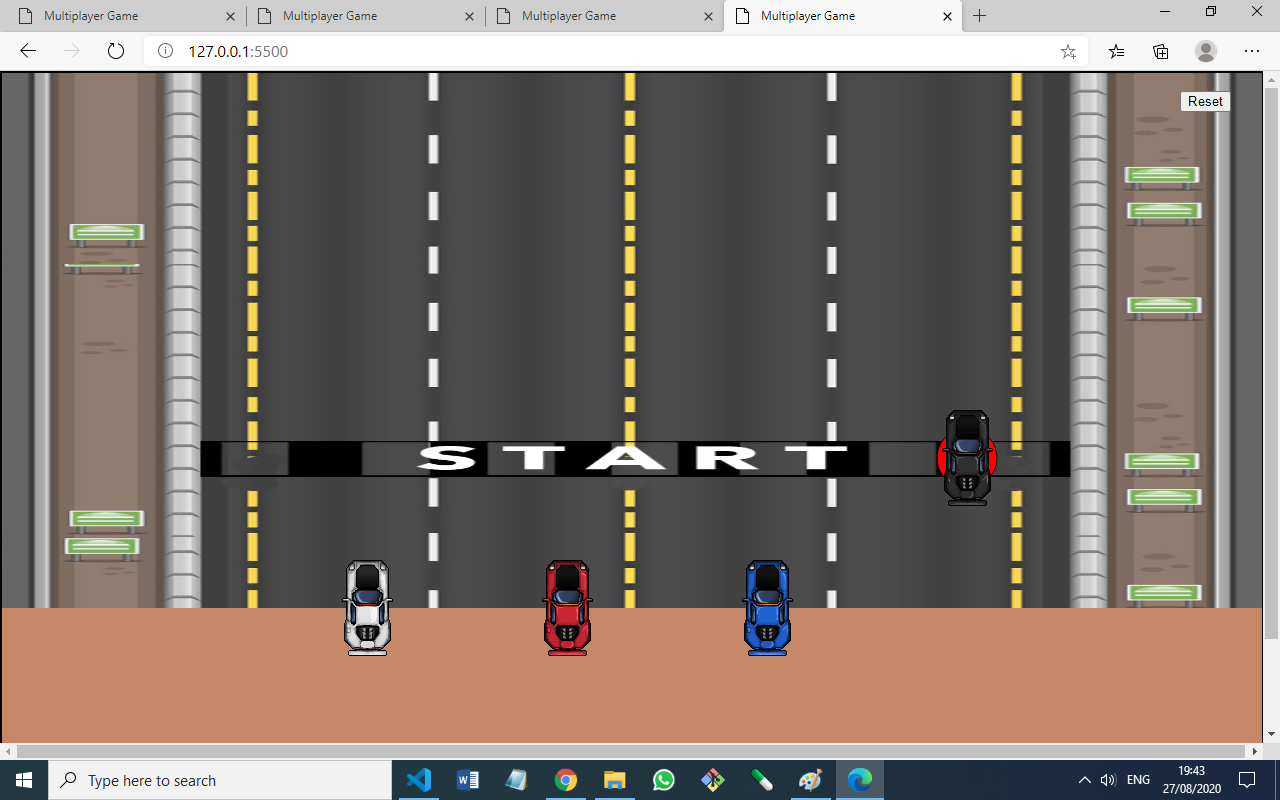 Multiplayer Game
Multiplayer Game
Multiplayer Game
Multiplayer Game
127.0.0.1:5500
Reset
START
Type here to search
ENG
19:43
27/08/2020